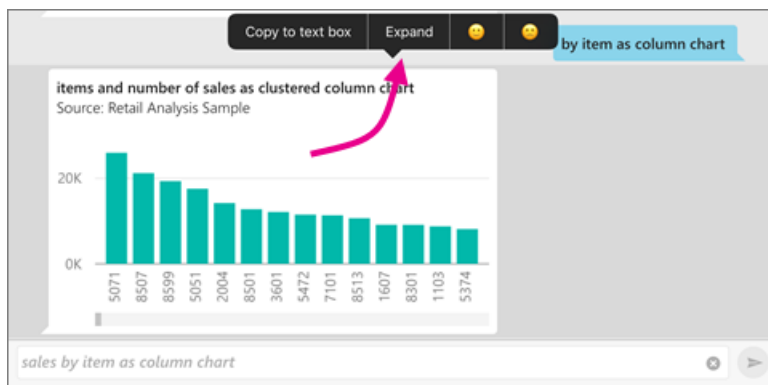 Copy to text box Expand
by item as column chart
items and number of sales as clustered column chart
Source: Retail Analysis Sample
20K
0K
5071 8507 8599 5051 2004 8501 3601 5472 7101 8513 1607 8301 1103 5374
sales by item as column chart